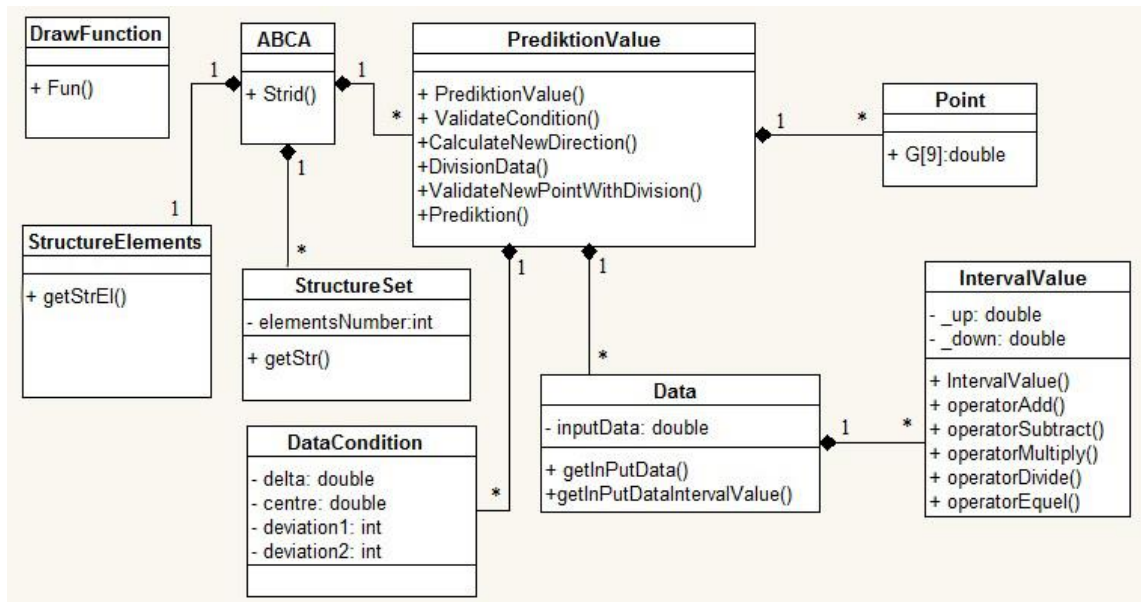 DrawFunction
+ Fun()
ABCA
+ Strid()
1
1
1
*
1
*
PrediktionValue
+ PrediktionValue()
+ ValidateCondition()
+CalculateNewDirection()
+DivisionData()
+ValidateNewPointWithDivision()
+Prediktion()
1
*
1
1
Point
+ G[9]:double
StructureElements
+ getStrEl()
StructureSet
- elementsNumber:int
+ getStr()
DataCondition
- delta: double
- centre: double
- deviation1: int
- deviation2: int
*
*
Data
- inputData: double
+ getInPutData()
+getInPutDataIntervalValue()
1
*
IntervalValue
- _up: double
- _down: double
+ IntervalValue()
+ operatorAdd()
+ operatorSubtract()
+ operatorMultiply()
+ operatorDivide()
+ operatorEquel()